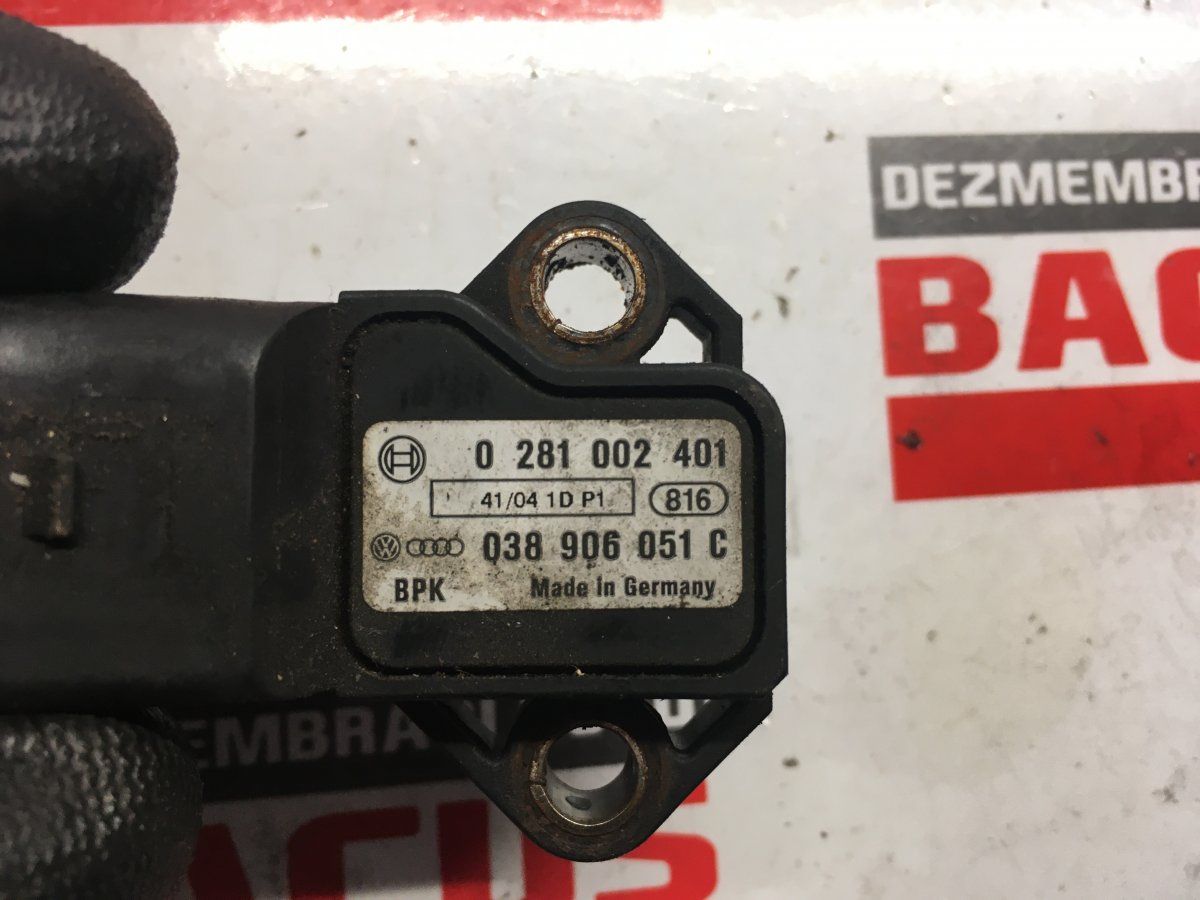 DEZMEMBR
BAC
0 281 002 401
41/04 1D P1 816
038 906 051 C
BPK Made in Germany
EMBRA
ACUS